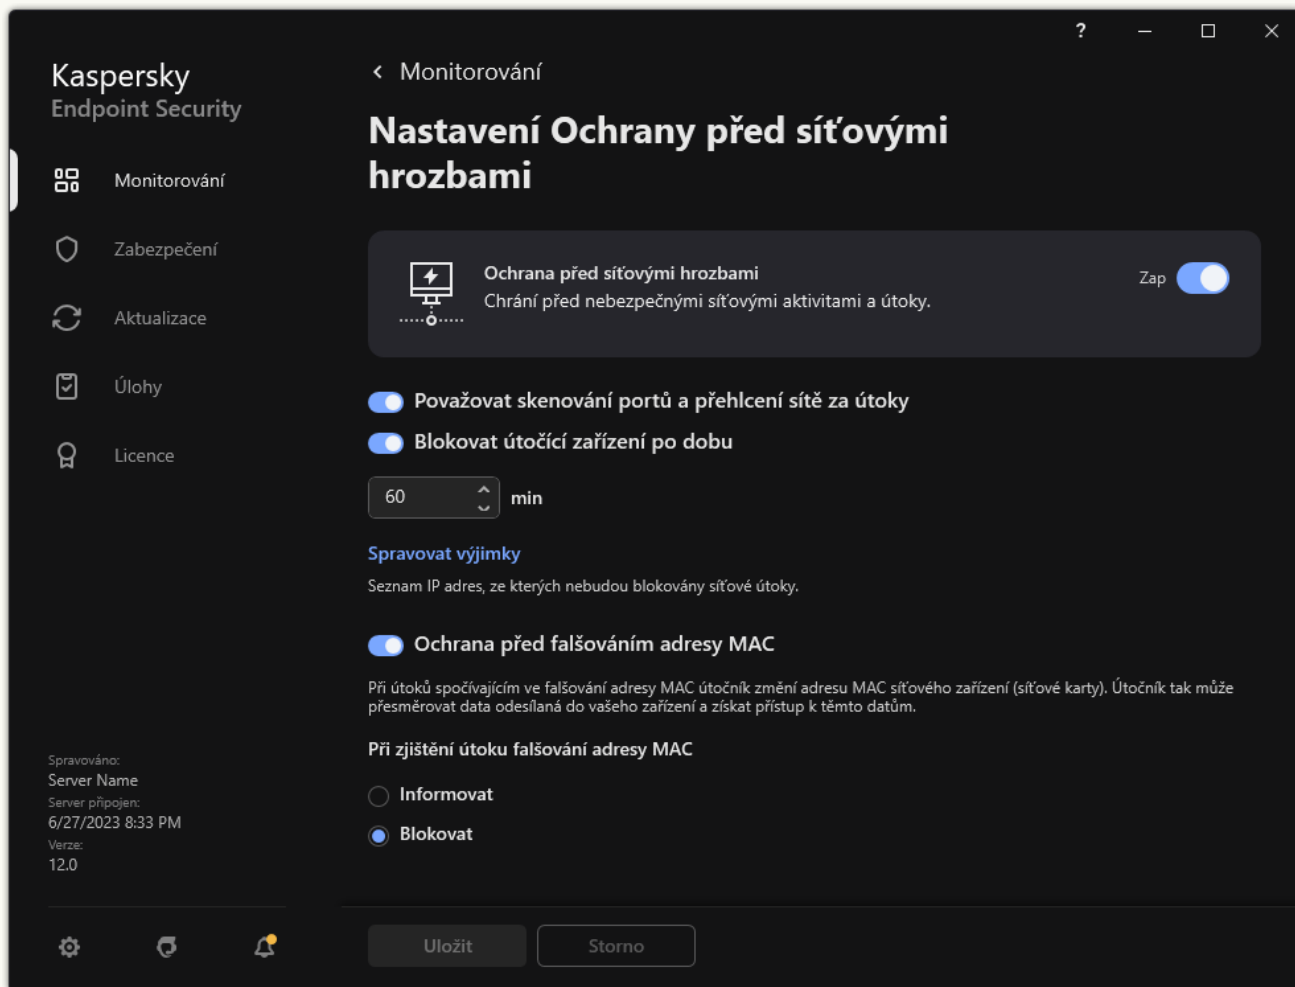 ?
Kaspersky
Endpoint Security
Monitorování
Zabezpečení
Aktualizace
Úlohy
Licence
Spravováno:
Server Name
Server připojen:
6/27/2023 8:33 PM
Verze:
12.0
Monitorování
Nastavení Ochrany před síťovými
hrozbami
Ochrana před síťovými hrozbami
Chrání před nebezpečnými síťovými aktivitami a útoky.
Zap
Považovat skenování portů a přehlcení sítě za útoky
Blokovat útočící zařízení po dobu
60 min
Spravovat výjimky
Seznam IP adres, ze kterých nebudou blokovány síťové útoky.
Ochrana před falšováním adresy MAC
Při útoků spočívajícím ve falšování adresy MAC útočník změní adresu MAC síťového zařízení (síťové karty). Útočník tak může
přesměrovat data odesílaná do vašeho zařízení a získat přístup k těmto datům.
Při zjištění útoku falšování adresy MAC
Informovat
Blokovat
Uložit
Storno